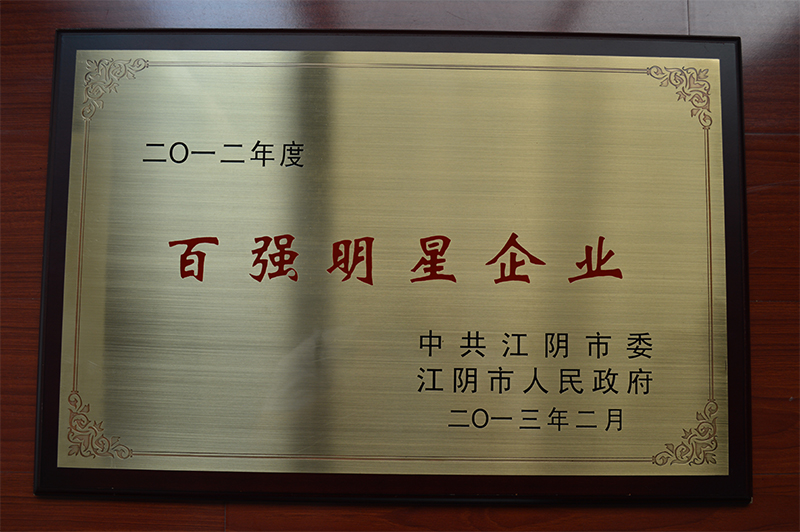 二〇一二年度
百强明星企业
中共江阴市委
江阴市人民政府
二〇一三年二月